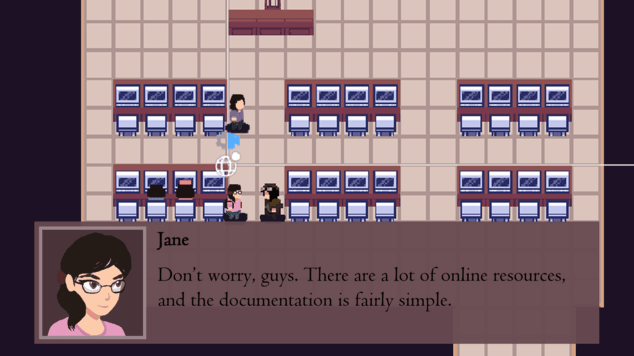 Jane
Don't worry, guys. There are a lot of online resources,
and the documentation is fairly simple.